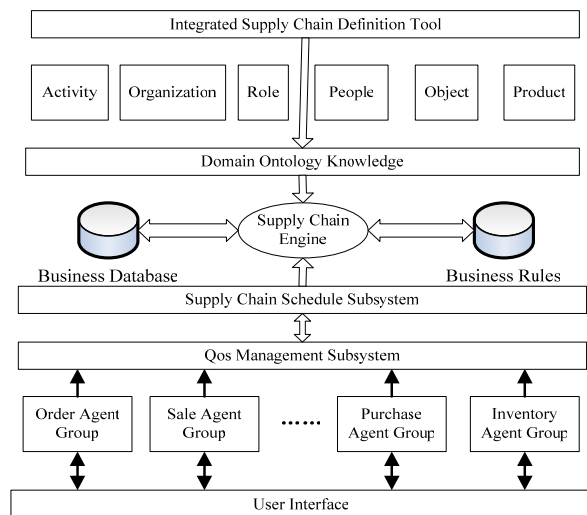 Integrated Supply Chain Definition Tool
Activity
Organization
Role
People
Object
Product
Domain Ontology Knowledge
Supply Chain
Engine
Business Database
Business Rules
Supply Chain Schedule Subsystem
Qos Management Subsystem
Order Agent
Group
Sale Agent
Group
......
Purchase
Agent Group
Inventory
Agent Group
User Interface